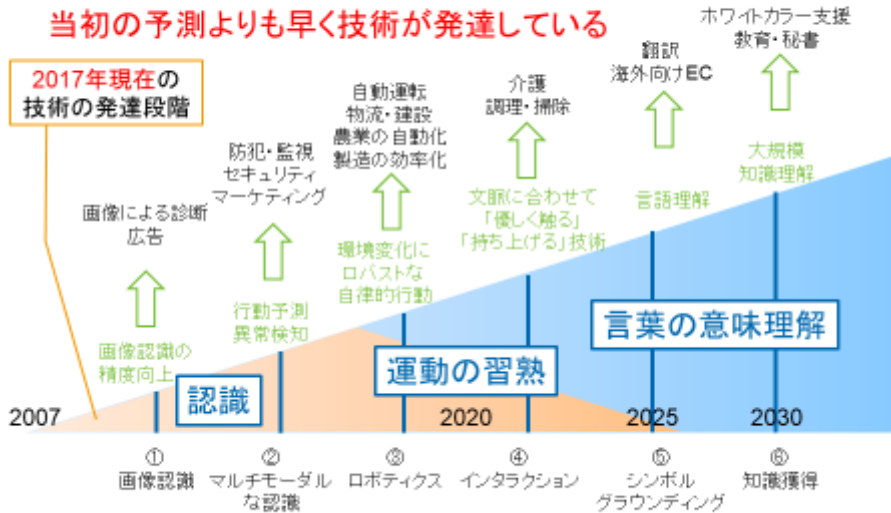 当初の予測よりも早く技術が発達している
2017年現在の
技術の発達段階
画像による診断
広告
画像認識の
精度向上
防犯・監視
セキュリティ
マーケティング
行動予測
異常検知
自動運転
物流・建設
農業の自動化
製造の効率化
環境変化に
ロバストな
自律的行動
介護
調理・掃除
文脈に合わせて
「優しく触る」
「持ち上げる」技術
翻訳
海外向けEC
言語理解
ホワイトカラー支援
教育・秘書
大規模
知識理解
認識
運動の習熟
言葉の意味理解
2007
2020
2025
2030
①
画像認識
②
マルチモーダル
な認識
③
ロボティクス
④
インタラクション
⑤
シンボル
グラウンディング
⑥
知識獲得